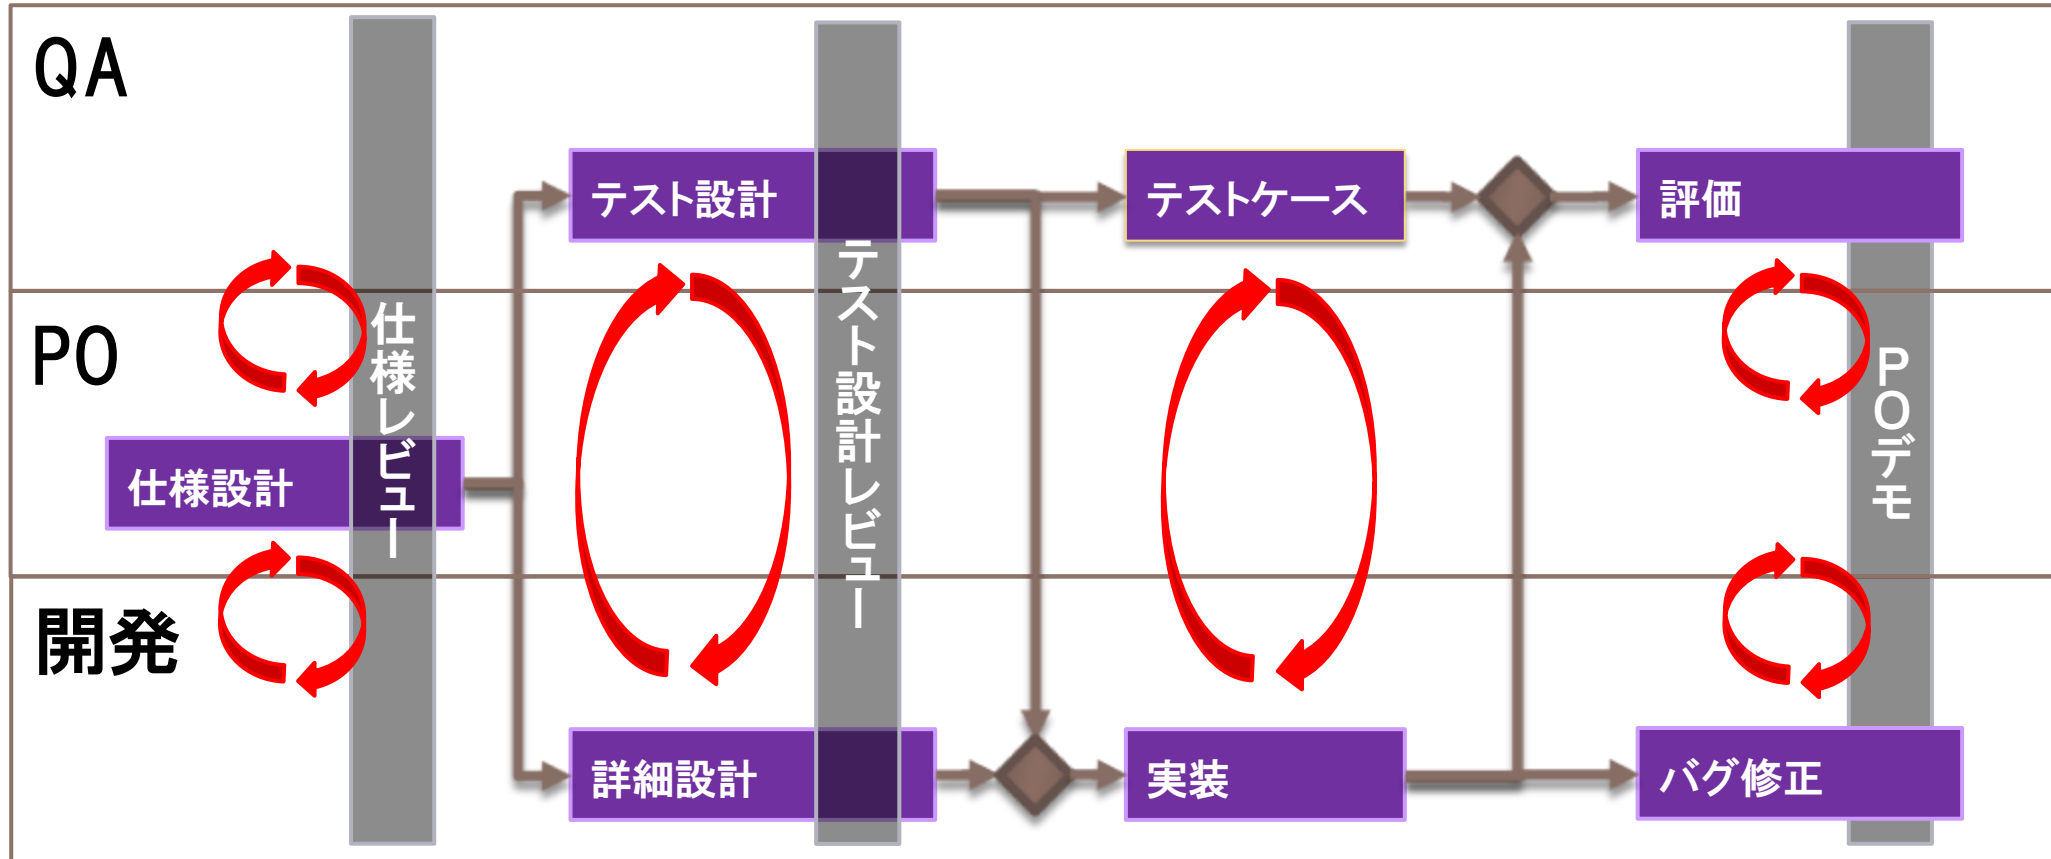 QA
テスト設計
テストケース
評価
PO
仕様設計
仕様レビュー
テスト設計レビュー
POデモ
開発
詳細設計
実装
バグ修正